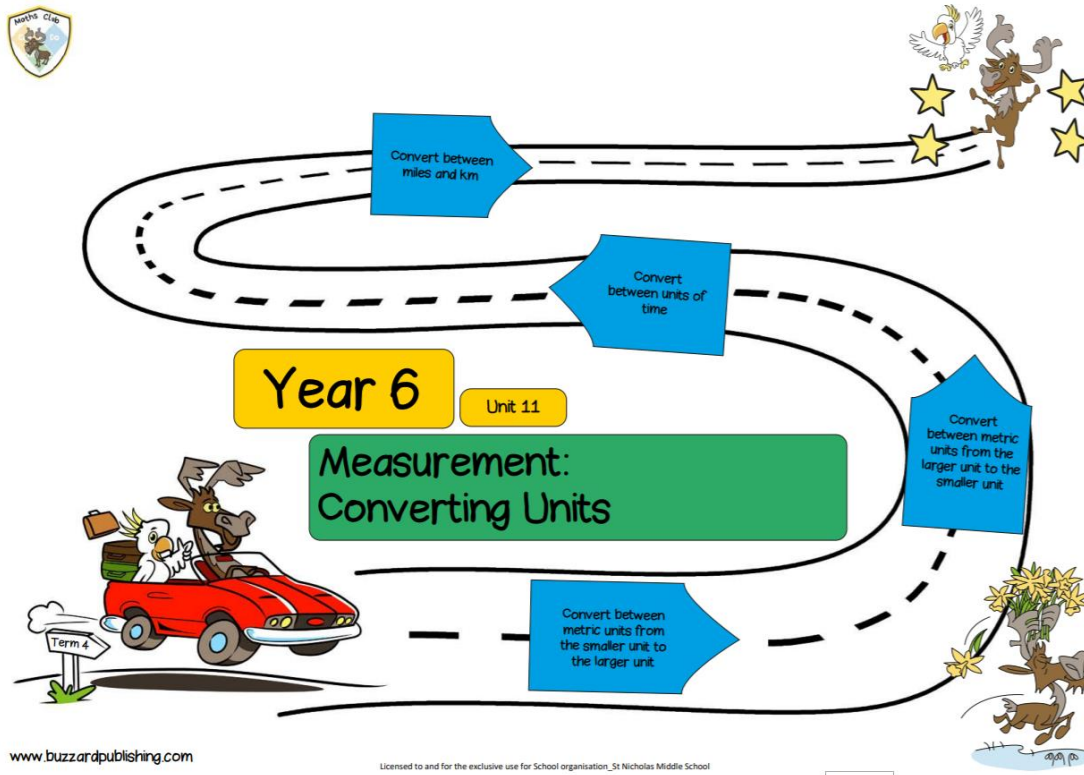 Maths Club
Convert between
miles and km
Convert
between units of
time
Year 6
Unit 11
Measurement:
Converting Units
Convert
between metric
units from the
larger unit to the
smaller unit
Convert between
metric units from
the smaller unit to
the larger unit
Term 4
www.buzzardpublishing.com
Licensed to and for the exclusive use for School organisation_St Nicholas Middle School